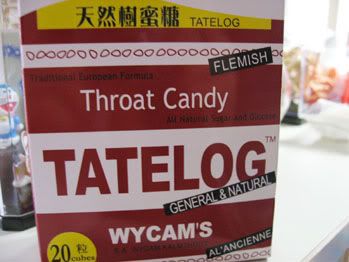 天然樹蜜糖 TATELOG
FLEMISH
Traditional European Formula
Throat Candy
All Natural Sugar and Glucose
TATELOG™
GENERAL & NATURAL
WYCAM'S
AL'ANCIENNE
20粒
cubes